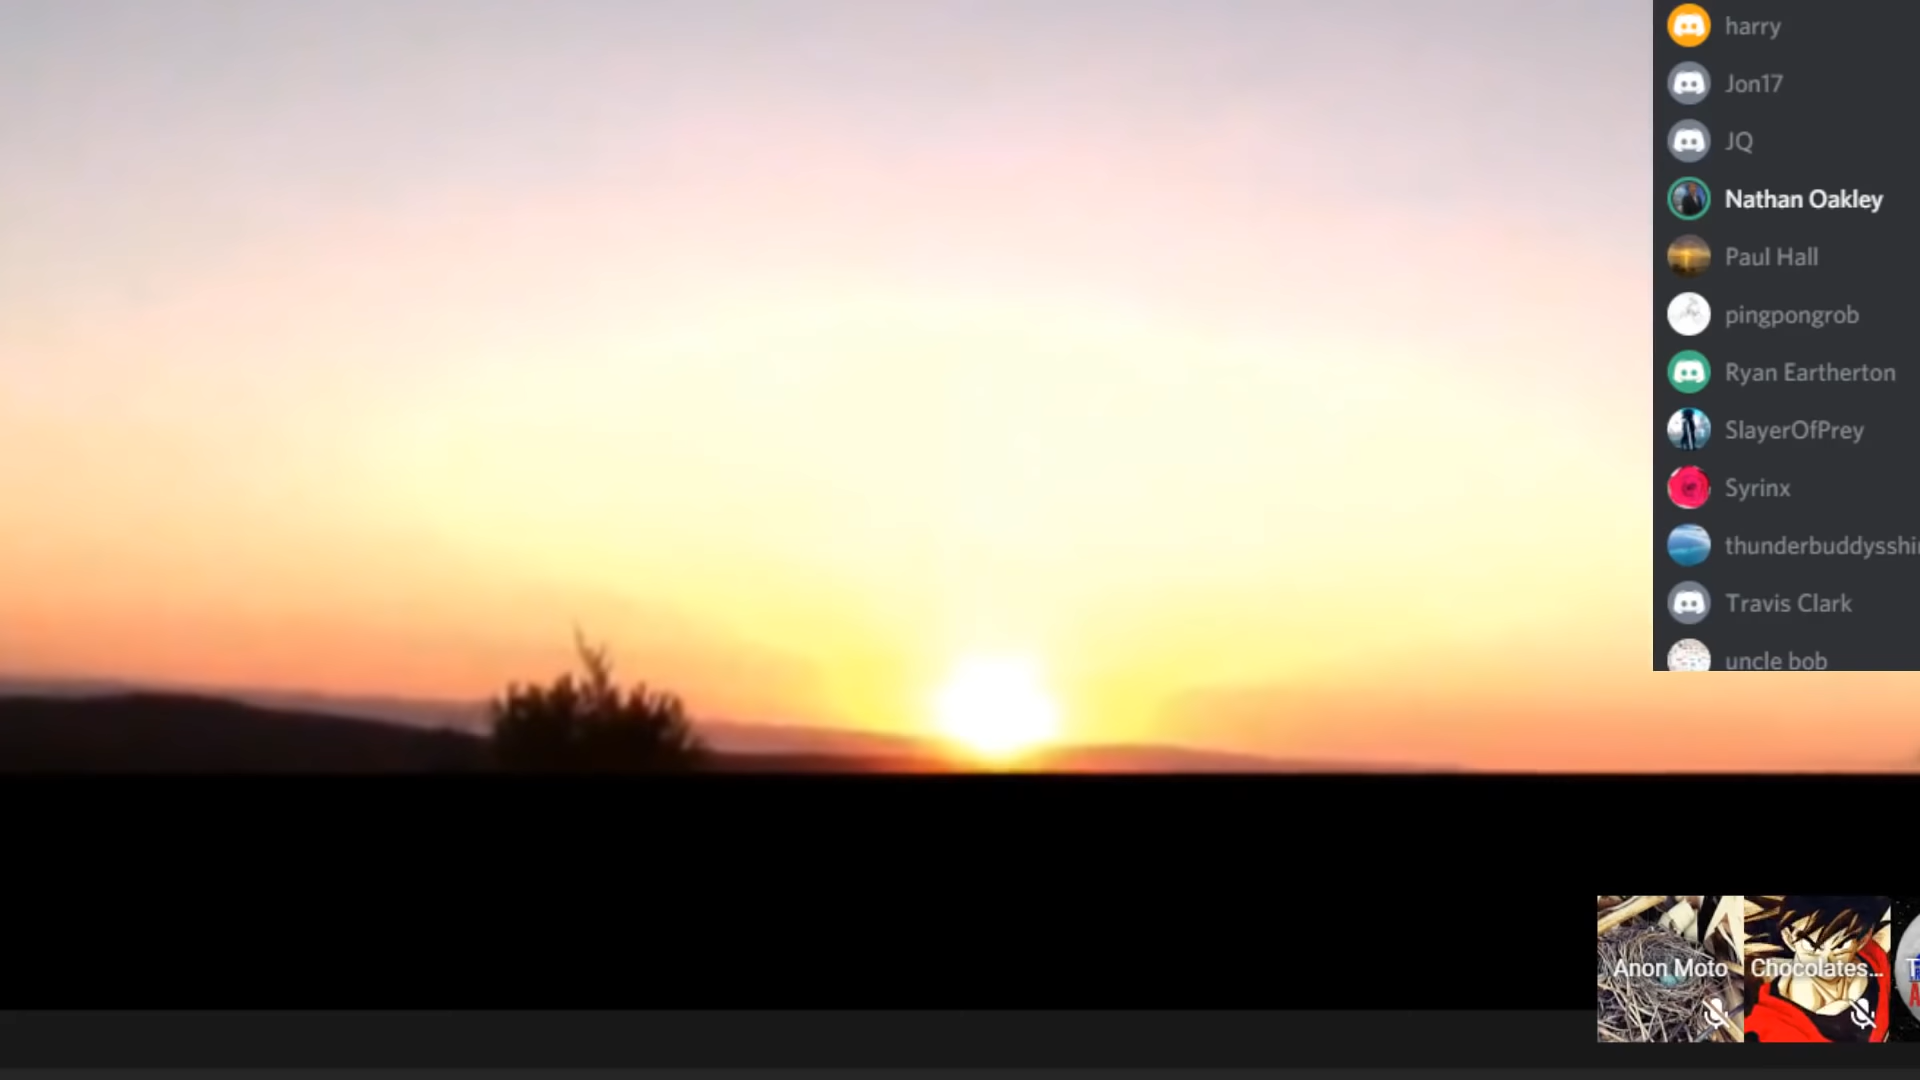 harry
Jon17
JQ
Nathan Oakley
Paul Hall
pingpongrob
Ryan Eartherton
SlayerOfPrey
Syrinx
thunderbuddysshi
Travis Clark
uncle bob
Anon Moto
Chocolates...